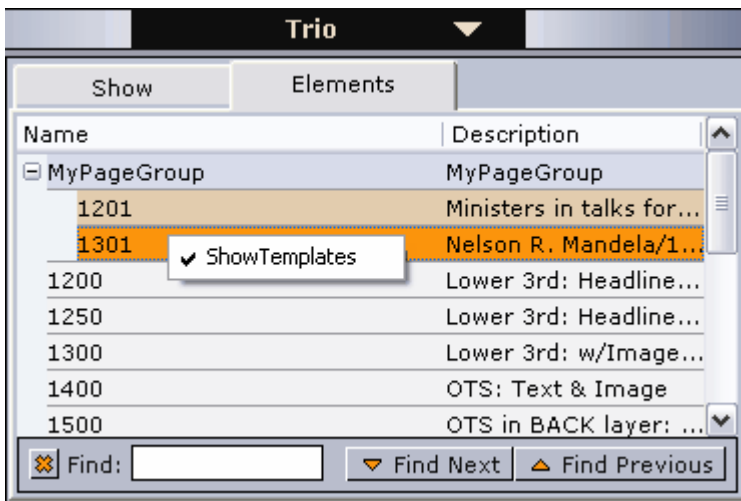 Trio
Show Elements
Name Description
MyPageGroup MyPageGroup
1201 Ministers in talks for...
1301 Nelson R. Mandela/1...
ShowTemplates
1200 Lower 3rd: Headline...
1250 Lower 3rd: Headline...
1300 Lower 3rd: w/Image...
1400 OTS: Text & Image
1500 OTS in BACK layer: ...
Find: Find Next Find Previous